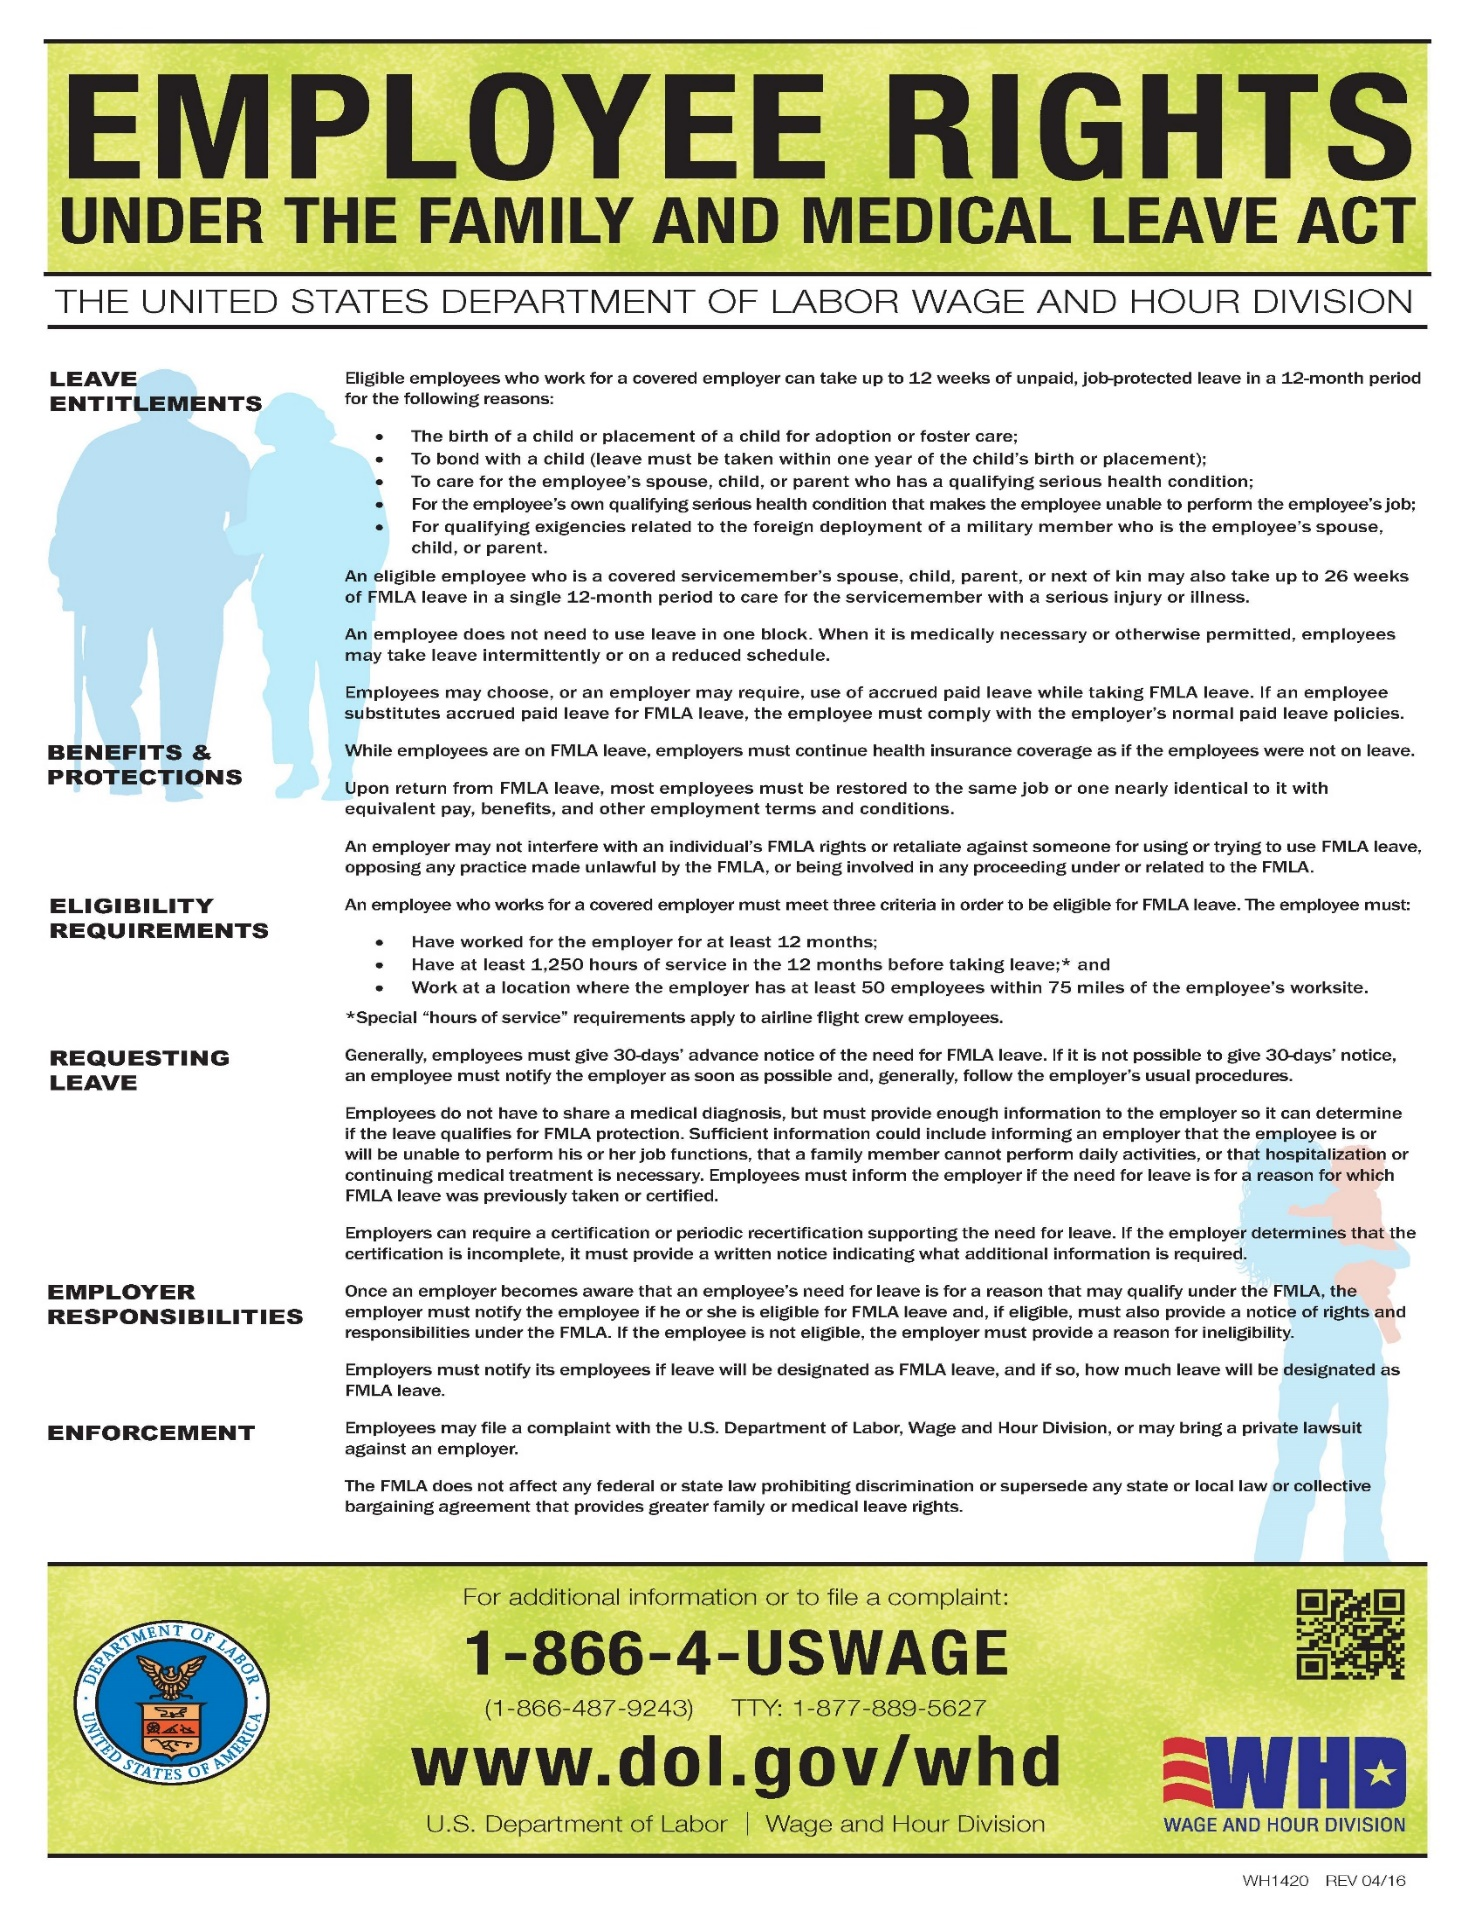 EMPLOYEE RIGHTS
UNDER THE FAMILY AND MEDICAL LEAVE ACT
THE UNITED STATES DEPARTMENT OF LABOR WAGE AND HOUR DIVISION
LEAVE
ENTITLEMENTS
Eligible employees who work for a covered employer can take up to 12 weeks of unpaid, job-protected leave in a 12-month period
for the following reasons:
• The birth of a child or placement of a child for adoption or foster care;
• To bond with a child (leave must be taken within one year of the child's birth or placement);
• To care for the employee's spouse, child, or parent who has a qualifying serious health condition;
• For the employee's own qualifying serious health condition that makes the employee unable to perform the employee's job;
• For qualifying exigencies related to the foreign deployment of a military member who is the employee's spouse,
child, or parent.
An eligible employee who is a covered servicemember's spouse, child, parent, or next of kin may also take up to 26 weeks
of FMLA leave in a single 12-month period to care for the servicemember with a serious injury or illness.
An employee does not need to use leave in one block. When it is medically necessary or otherwise permitted, employees
may take leave intermittently or on a reduced schedule.
Employees may choose, or an employer may require, use of accrued paid leave while taking FMLA leave. If an employee
substitutes accrued paid leave for FMLA leave, the employee must comply with the employer's normal paid leave policies.
BENEFITS &
PROTECTIONS
While employees are on FMLA leave, employers must continue health insurance coverage as if the employees were not on leave.
Upon return from FMLA leave, most employees must be restored to the same job or one nearly identical to it with
equivalent pay, benefits, and other employment terms and conditions.
An employer may not interfere with an individual's FMLA rights or retaliate against someone for using or trying to use FMLA leave,
opposing any practice made unlawful by the FMLA, or being involved in any proceeding under or related to the FMLA.
ELIGIBILITY
REQUIREMENTS
An employee who works for a covered employer must meet three criteria in order to be eligible for FMLA leave. The employee must:
• Have worked for the employer for at least 12 months;
• Have at least 1,250 hours of service in the 12 months before taking leave;* and
• Work at a location where the employer has at least 50 employees within 75 miles of the employee's worksite.
*Special "hours of service" requirements apply to airline flight crew employees.
REQUESTING
LEAVE
Generally, employees must give 30-days' advance notice of the need for FMLA leave. If it is not possible to give 30-days' notice,
an employee must notify the employer as soon as possible and, generally, follow the employer's usual procedures.
Employees do not have to share a medical diagnosis, but must provide enough information to the employer so it can determine
if the leave qualifies for FMLA protection. Sufficient information could include informing an employer that the employee is or
will be unable to perform his or her job functions, that a family member cannot perform daily activities, or that hospitalization or
continuing medical treatment is necessary. Employees must inform the employer if the need for leave is for a reason for which
FMLA leave was previously taken or certified.
Employers can require a certification or periodic recertification supporting the need for leave. If the employer determines that the
certification is incomplete, it must provide a written notice indicating what additional information is required.
EMPLOYER
RESPONSIBILITIES
Once an employer becomes aware that an employee's need for leave is for a reason that may qualify under the FMLA, the
employer must notify the employee if he or she is eligible for FMLA leave and, if eligible, must also provide a notice of rights and
responsibilities under the FMLA. If the employee is not eligible, the employer must provide a reason for ineligibility.
Employers must notify its employees if leave will be designated as FMLA leave, and if so, how much leave will be designated as
FMLA leave.
ENFORCEMENT
Employees may file a complaint with the U.S. Department of Labor, Wage and Hour Division, or may bring a private lawsuit
against an employer.
The FMLA does not affect any federal or state law prohibiting discrimination or supersede any state or local law or collective
bargaining agreement that provides greater family or medical leave rights.
DEPARTMENT OF LABOR
UNITED STATES OF AMERICA
For additional information or to file a complaint:
1-866-4-USWAGE
(1-866-487-9243) TTY: 1-877-889-5627
www.dol.gov/whd
U.S. Department of Labor | Wage and Hour Division
WHD
WAGE AND HOUR DIVISION
WH1420 REV 04/16